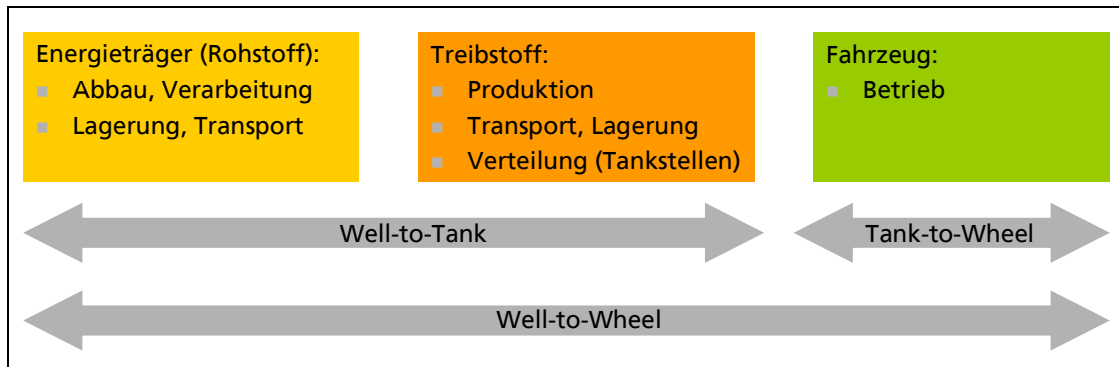 Energieträger (Rohstoff):
Abbau, Verarbeitung
Lagerung, Transport
Treibstoff:
Produktion
Transport, Lagerung
Verteilung (Tankstellen)
Fahrzeug:
Betrieb
Well-to-Tank
Tank-to-Wheel
Well-to-Wheel